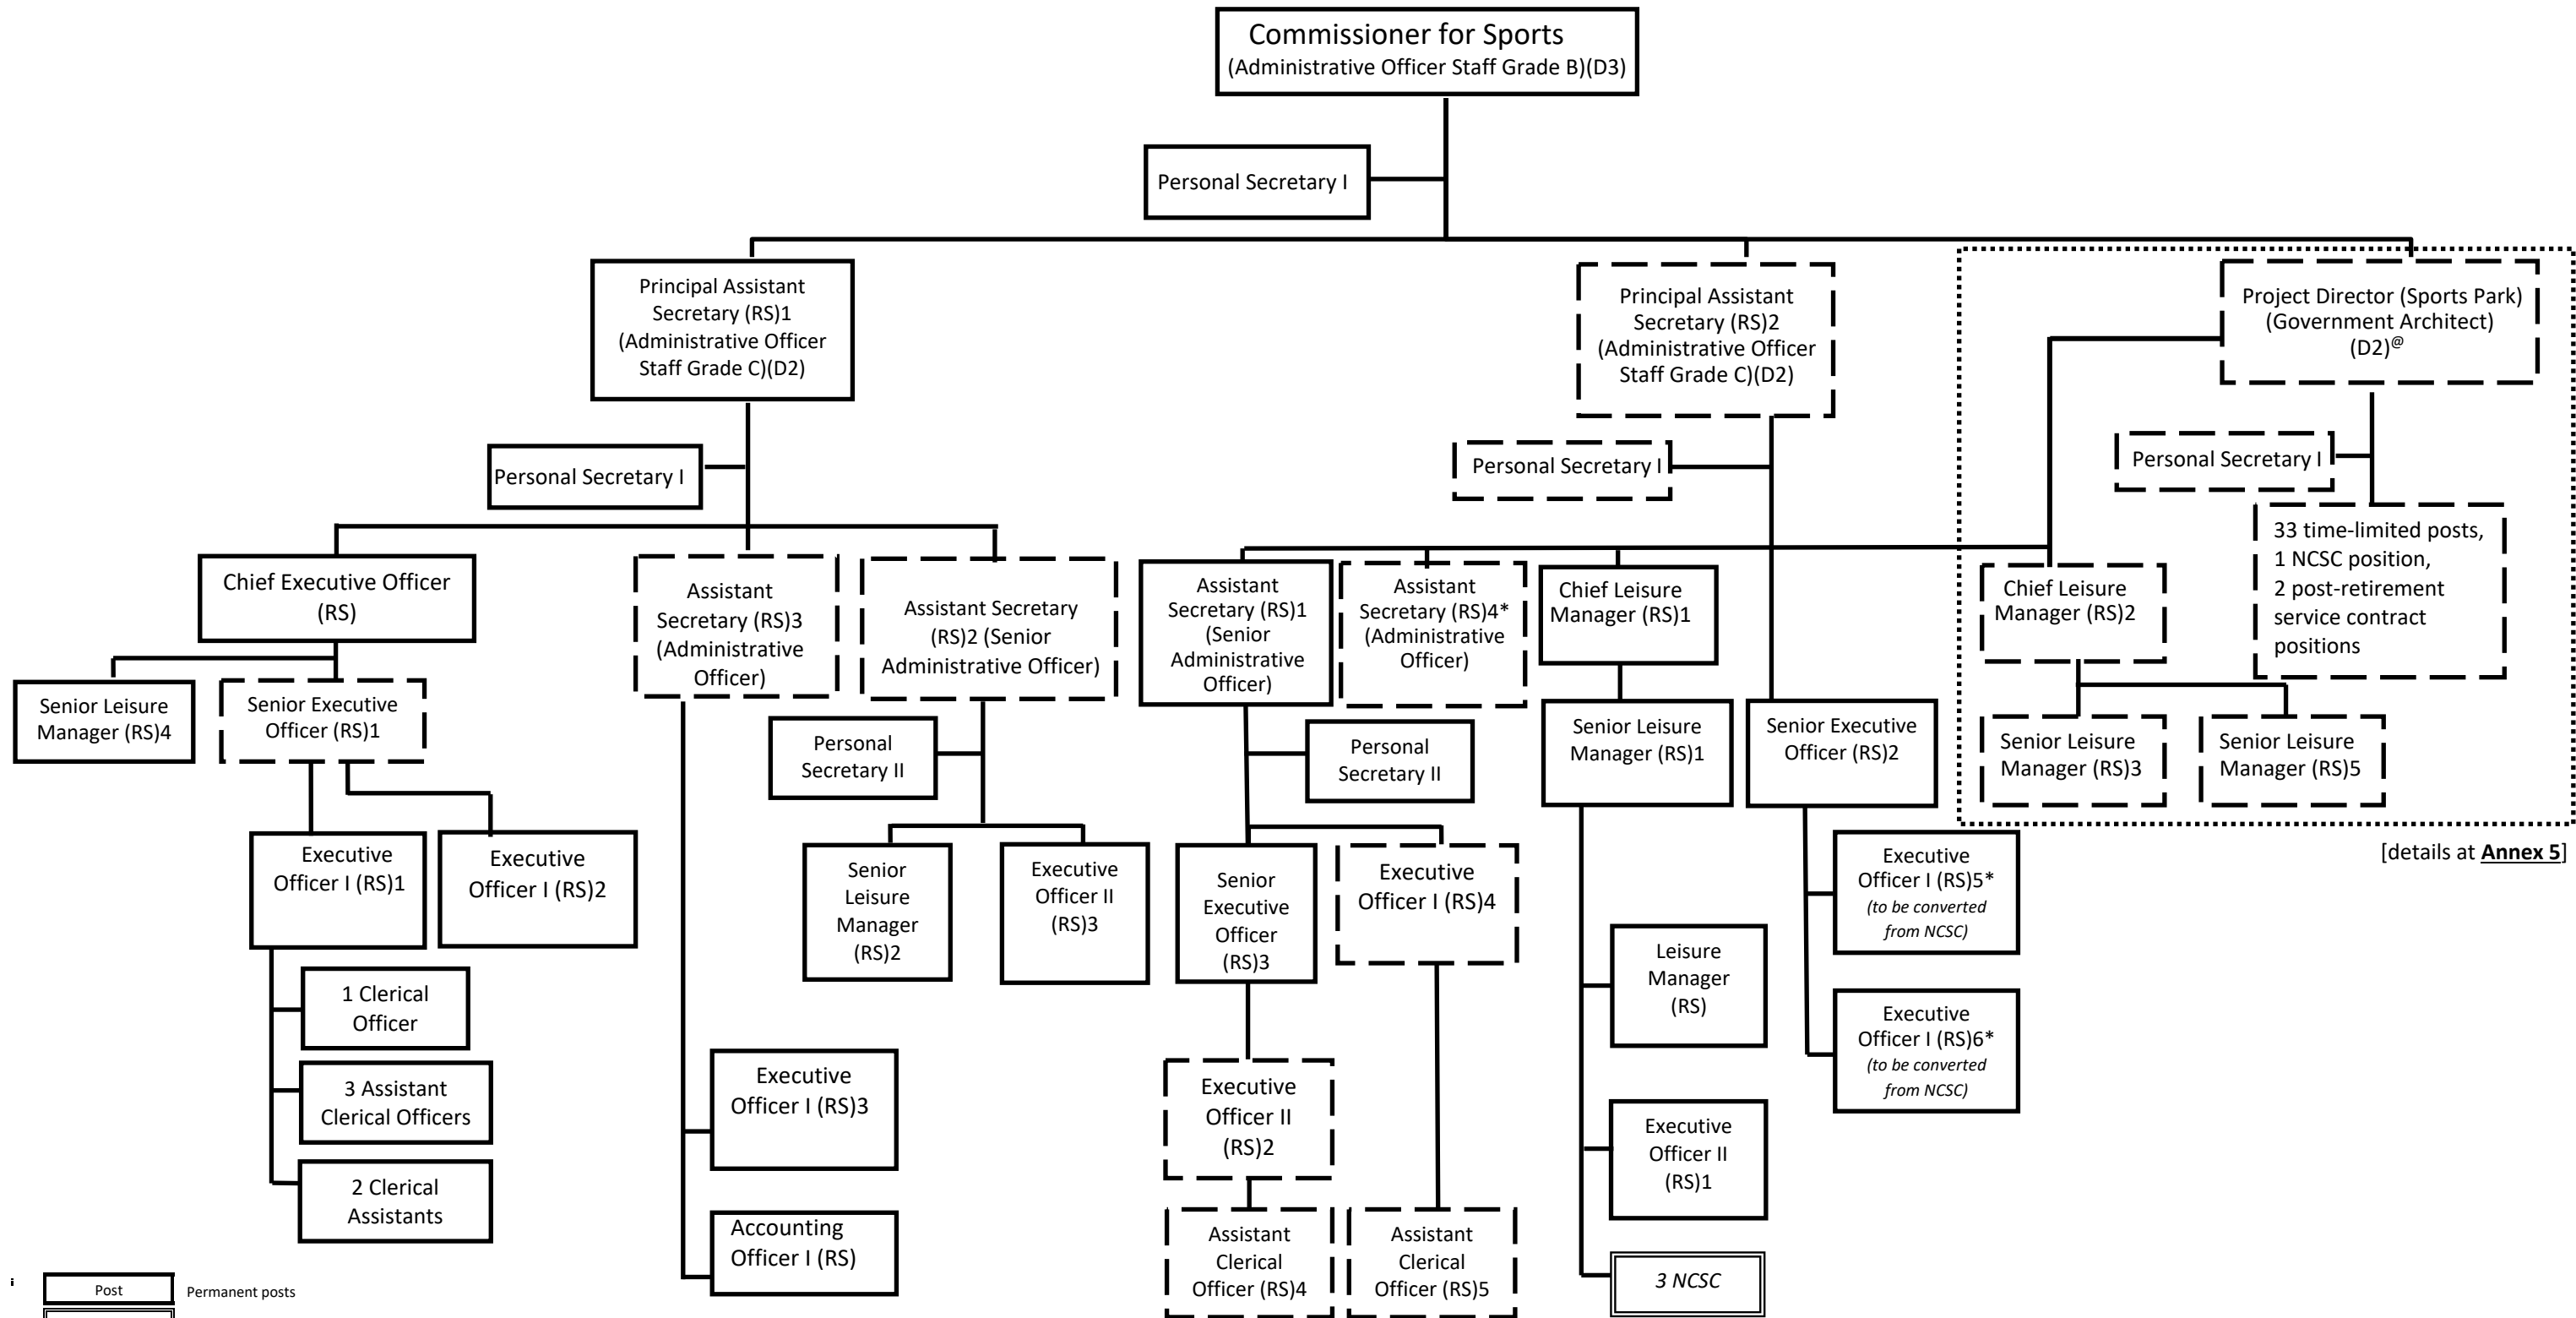 Commissioner for Sports
(Administrative Officer Staff Grade B)(D3)
Personal Secretary I
Principal Assistant
Secretary (RS)1
(Administrative Officer
Staff Grade C)(D2)
Principal Assistant
Secretary (RS)2
(Administrative Officer
Staff Grade C)(D2)
Project Director (Sports Park)
(Government Architect)
(D2)@
Personal Secretary I
Personal Secretary I
Personal Secretary I
33 time-limited posts,
1 NCSC position,
2 post-retirement
service contract
positions
Chief Executive Officer
(RS)
Assistant
Secretary (RS)3
(Administrative
Officer)
Assistant Secretary
(RS)2 (Senior
Administrative Officer)
Assistant
Secretary (RS)1
(Senior
Administrative
Officer)
Assistant
Secretary (RS)4*
(Administrative
Officer)
Chief Leisure
Manager (RS)1
Chief Leisure
Manager (RS)2
Senior Leisure
Manager (RS)4
Senior Executive
Officer (RS)1
Personal
Secretary II
Personal
Secretary II
Senior Leisure
Manager (RS)1
Senior Executive
Officer (RS)2
Senior Leisure
Manager (RS)3
Senior Leisure
Manager (RS)5
Executive
Officer I (RS)1
Executive
Officer I (RS)2
Senior
Leisure
Manager
(RS)2
Executive
Officer II
(RS)3
Senior
Executive
Officer
(RS)3
Executive
Officer I (RS)4
Executive
Officer I (RS)5*
(to be converted
from NCSC)
[details at Annex 5]
1 Clerical
Officer
Leisure
Manager
(RS)
Executive
Officer I (RS)6*
(to be converted
from NCSC)
3 Assistant
Clerical Officers
Executive
Officer I (RS)3
Executive
Officer II
(RS)2
Executive
Officer II
(RS)1
2 Clerical
Assistants
Accounting
Officer I (RS)
Assistant
Clerical
Officer (RS)4
Assistant
Clerical
Officer (RS)5
3 NCSC
Post
Permanent posts